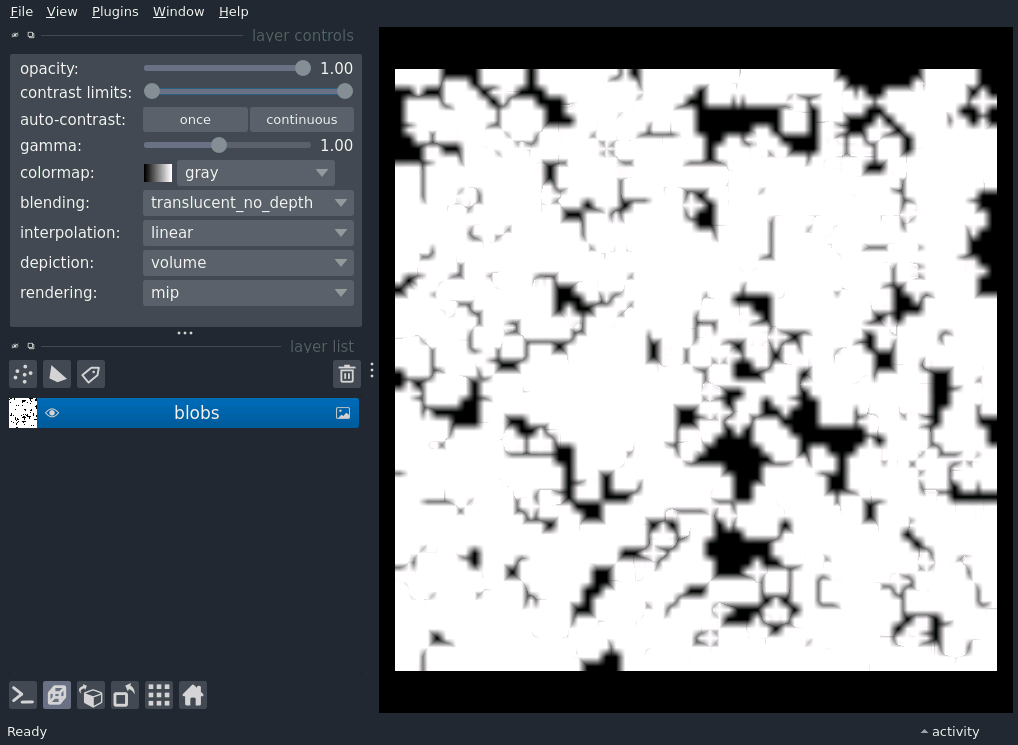 File View Plugins Window Help
layer controls
opacity: 1.00
contrast limits:
auto-contrast: once continuous
gamma: 1.00
colormap: gray
blending: translucent_no_depth
interpolation: linear
depiction: volume
rendering: mip
layer list
blobs
Ready activity